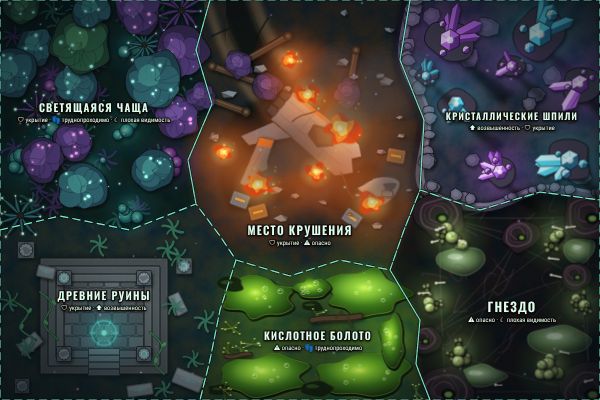 СВЕТЯЩАЯСЯ ЧАЩА
укрытие · труднопроходимо · плохая видимость
КРИСТАЛЛИЧЕСКИЕ ШПИЛИ
возвышенность · укрытие
МЕСТО КРУШЕНИЯ
укрытие · опасно
ДРЕВНИЕ РУИНЫ
укрытие · возвышенность
ГНЕЗДО
опасно · плохая видимость
КИСЛОТНОЕ БОЛОТО
опасно · труднопроходимо